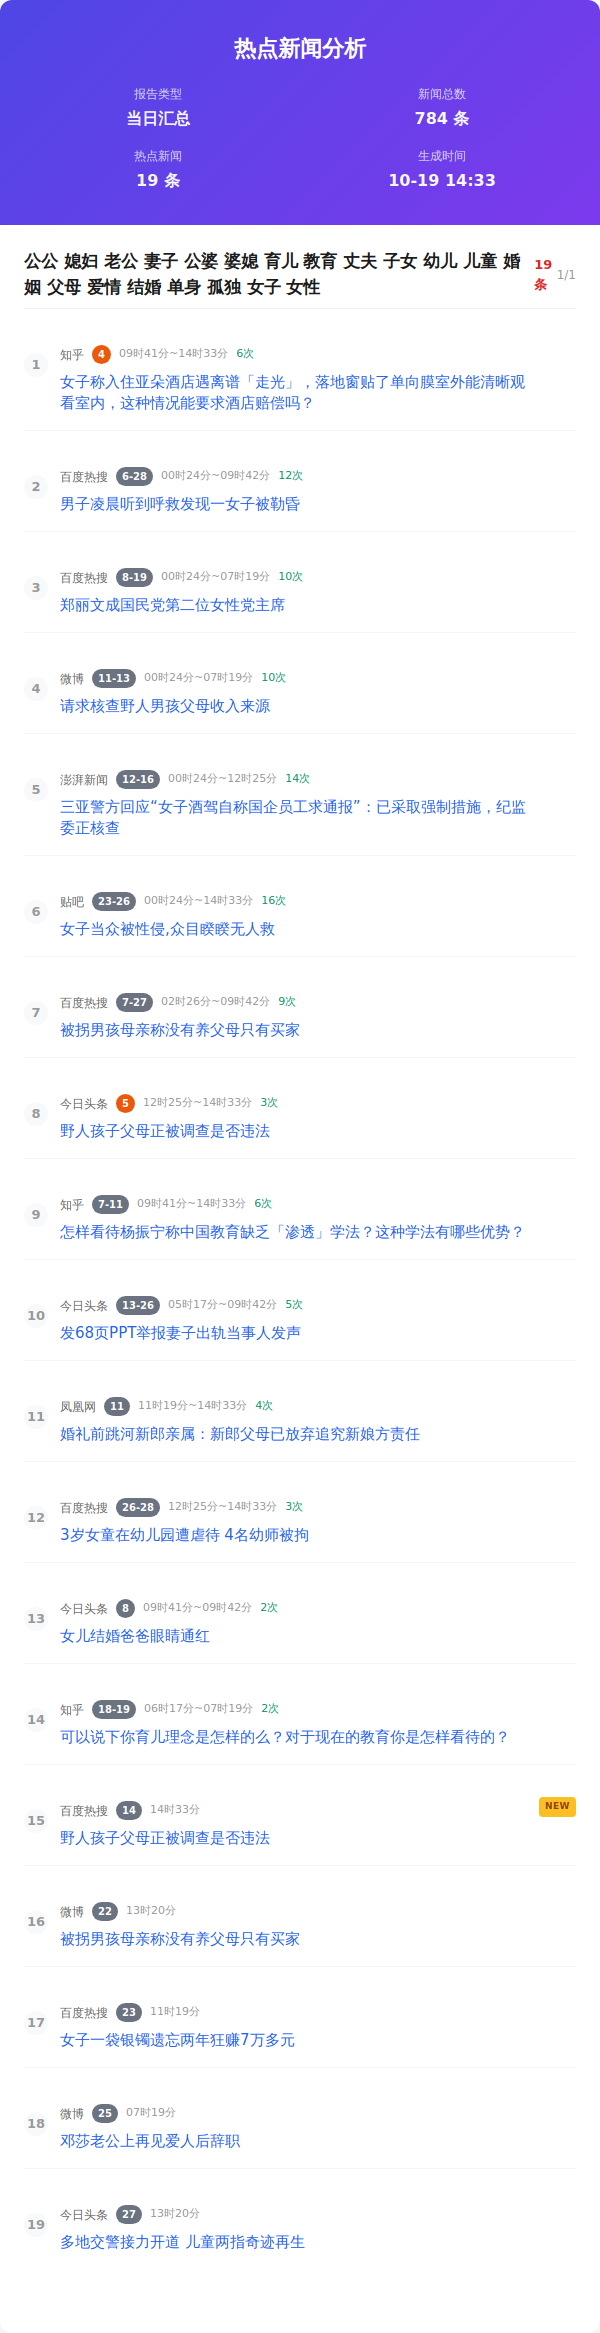 热点新闻分析
报告类型
新闻总数
当日汇总
784 条
热点新闻
生成时间
19 条
10-19 14:33
公公 媳妇 老公 妻子 公婆 婆媳 育儿 教育 丈夫 子女 幼儿 儿童 婚
姻 父母 爱情 结婚 单身 孤独 女子 女性
19
条
1/1
1
知乎 4 09时41分~14时33分 6次
女子称入住亚朵酒店遇离谱「走光」，落地窗贴了单向膜室外能清晰观
看室内，这种情况能要求酒店赔偿吗？
2
百度热搜 6-28 00时24分~09时42分 12次
男子凌晨听到呼救发现一女子被勒昏
3
百度热搜 8-19 00时24分~07时19分 10次
郑丽文成国民党第二位女性党主席
4
微博 11-13 00时24分~07时19分 10次
请求核查野人男孩父母收入来源
5
澎湃新闻 12-16 00时24分~12时25分 14次
三亚警方回应“女子酒驾自称国企员工求通报”：已采取强制措施，纪监
委正核查
6
贴吧 23-26 00时24分~14时33分 16次
女子当众被性侵,众目睽睽无人救
7
百度热搜 7-27 02时26分~09时42分 9次
被拐男孩母亲称没有养父母只有买家
8
今日头条 5 12时25分~14时33分 3次
野人孩子父母正被调查是否违法
9
知乎 7-11 09时41分~14时33分 6次
怎样看待杨振宁称中国教育缺乏「渗透」学法？这种学法有哪些优势？
10
今日头条 13-26 05时17分~09时42分 5次
发68页PPT举报妻子出轨当事人发声
11
凤凰网 11 11时19分~14时33分 4次
婚礼前跳河新郎亲属：新郎父母已放弃追究新娘方责任
12
百度热搜 26-28 12时25分~14时33分 3次
3岁女童在幼儿园遭虐待 4名幼师被拘
13
今日头条 8 09时41分~09时42分 2次
女儿结婚爸爸眼睛通红
14
知乎 18-19 06时17分~07时19分 2次
可以说下你育儿理念是怎样的么？对于现在的教育你是怎样看待的？
15
百度热搜 14 14时33分
NEW
野人孩子父母正被调查是否违法
16
微博 22 13时20分
被拐男孩母亲称没有养父母只有买家
17
百度热搜 23 11时19分
女子一袋银镯遗忘两年狂赚7万多元
18
微博 25 07时19分
邓莎老公上再见爱人后辞职
19
今日头条 27 13时20分
多地交警接力开道 儿童两指奇迹再生